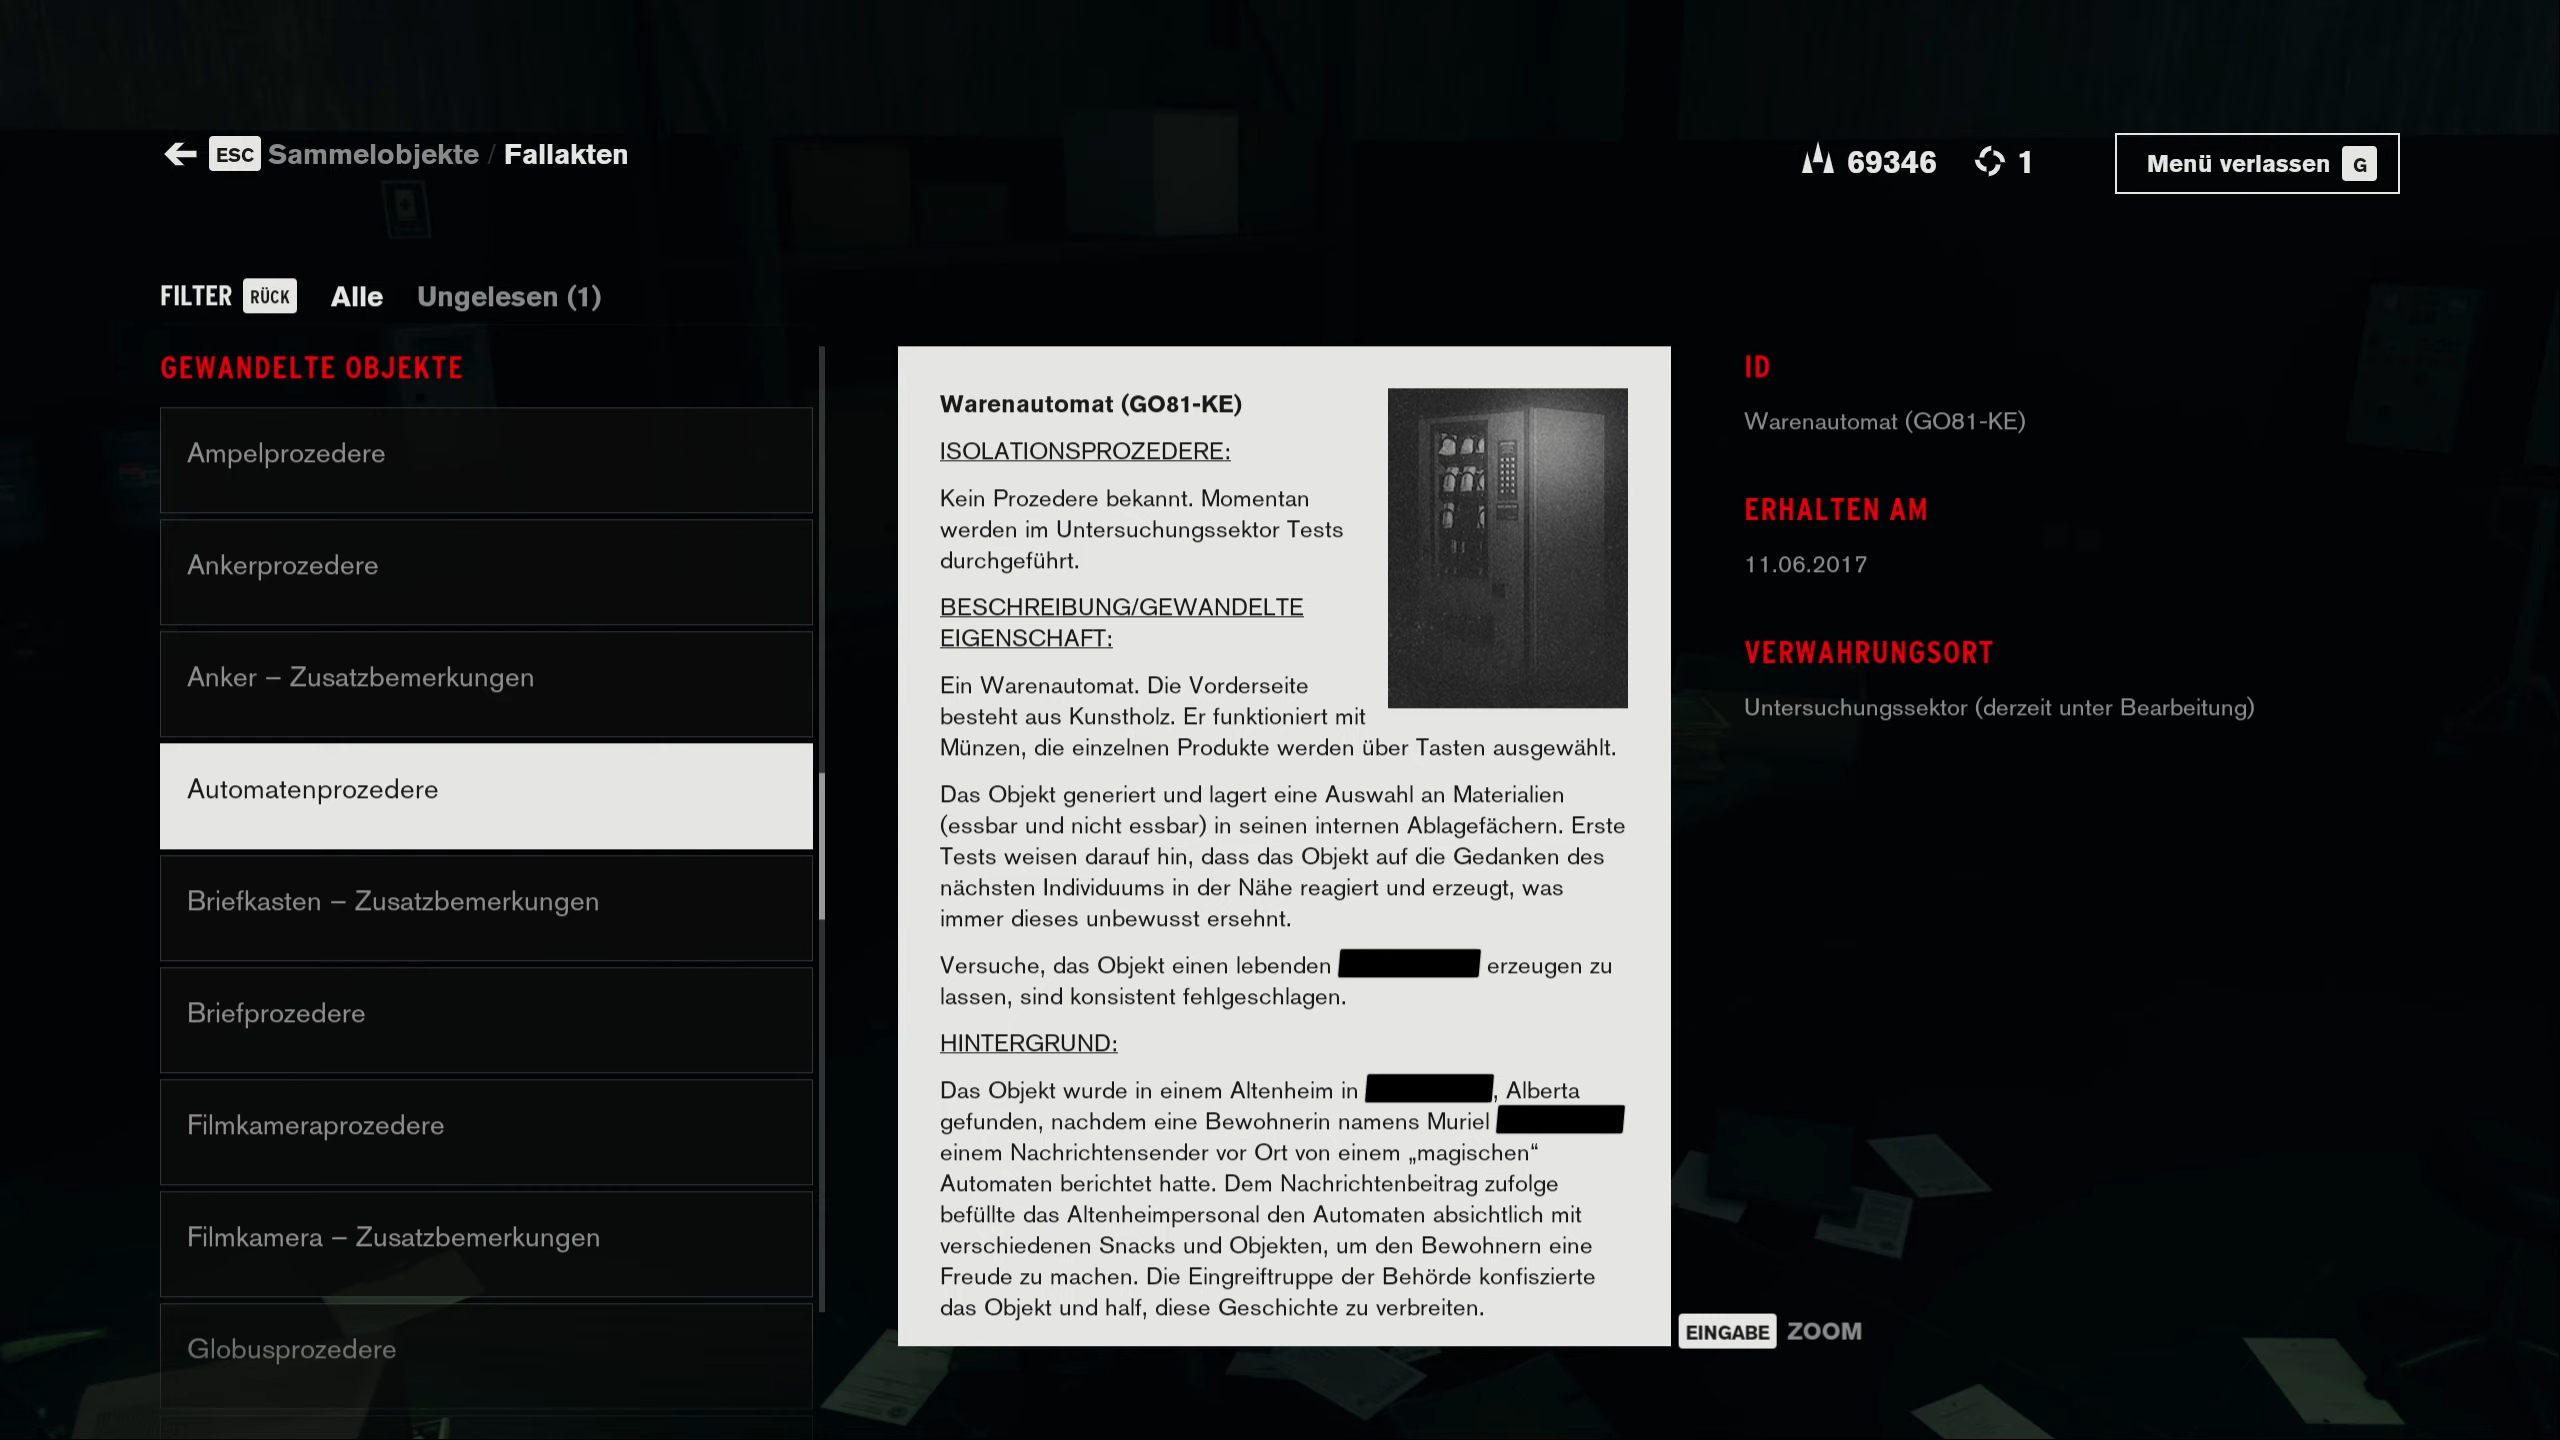 ESC Sammelobjekte / Fallakten
69346 1
Menü verlassen G
FILTER RÜCK Alle Ungelesen (1)
GEWANDELTE OBJEKTE
Ampelprozedere
Ankerprozedere
Anker – Zusatzbemerkungen
Automatenprozedere
Briefkasten – Zusatzbemerkungen
Briefprozedere
Filmkameraprozedere
Filmkamera – Zusatzbemerkungen
Globusprozedere
Warenautomat (GO81-KE)
ISOLATIONSPROZEDERE:
Kein Prozedere bekannt. Momentan
werden im Untersuchungssektor Tests
durchgeführt.
BESCHREIBUNG/GEWANDELTE
EIGENSCHAFT:
Ein Warenautomat. Die Vorderseite
besteht aus Kunstholz. Er funktioniert mit
Münzen, die einzelnen Produkte werden über Tasten ausgewählt.
Das Objekt generiert und lagert eine Auswahl an Materialien
(essbar und nicht essbar) in seinen internen Ablagefächern. Erste
Tests weisen darauf hin, dass das Objekt auf die Gedanken des
nächsten Individuums in der Nähe reagiert und erzeugt, was
immer dieses unbewusst ersehnt.
Versuche, das Objekt einen lebenden erzeugen zu
lassen, sind konsistent fehlgeschlagen.
HINTERGRUND:
Das Objekt wurde in einem Altenheim in , Alberta
gefunden, nachdem eine Bewohnerin namens Muriel
einem Nachrichtensender vor Ort von einem „magischen“
Automaten berichtet hatte. Dem Nachrichtenbeitrag zufolge
befüllte das Altenheimpersonal den Automaten absichtlich mit
verschiedenen Snacks und Objekten, um den Bewohnern eine
Freude zu machen. Die Eingreiftruppe der Behörde konfiszierte
das Objekt und half, diese Geschichte zu verbreiten.
EINGABE ZOOM
ID
Warenautomat (GO81-KE)
ERHALTEN AM
11.06.2017
VERWAHRUNGSORT
Untersuchungssektor (derzeit unter Bearbeitung)